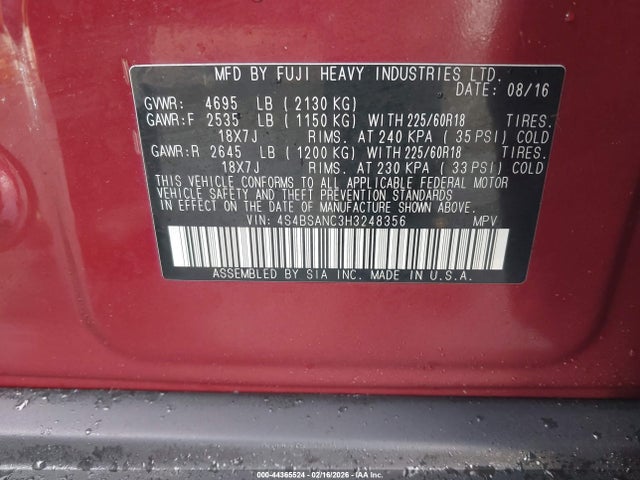 MFD BY FUJI HEAVY INDUSTRIES LTD.
DATE: 08/16
GVWR: 4695 LB (2130 KG)
GAWR:F 2535 LB (1150 KG) WITH 225/60R18 TIRES.
18X7J RIMS. AT 240 KPA (35 PSI) COLD
GAWR:R 2645 LB (1200 KG) WITH 225/60R18 TIRES.
18X7J RIMS. AT 230 KPA (33 PSI) COLD
THIS VEHICLE CONFORMS TO ALL APPLICABLE FEDERAL MOTOR
VEHICLE SAFETY AND THEFT PREVENTION STANDARDS
IN EFFECT ON THE DATE OF MANUFACTURE SHOWN ABOVE.
VIN: 4S4BSANC3H3248356 MPV
ASSEMBLED BY SIA INC. MADE IN U.S.A.
000-44365524 - 02/16/2026 - IAA Inc.